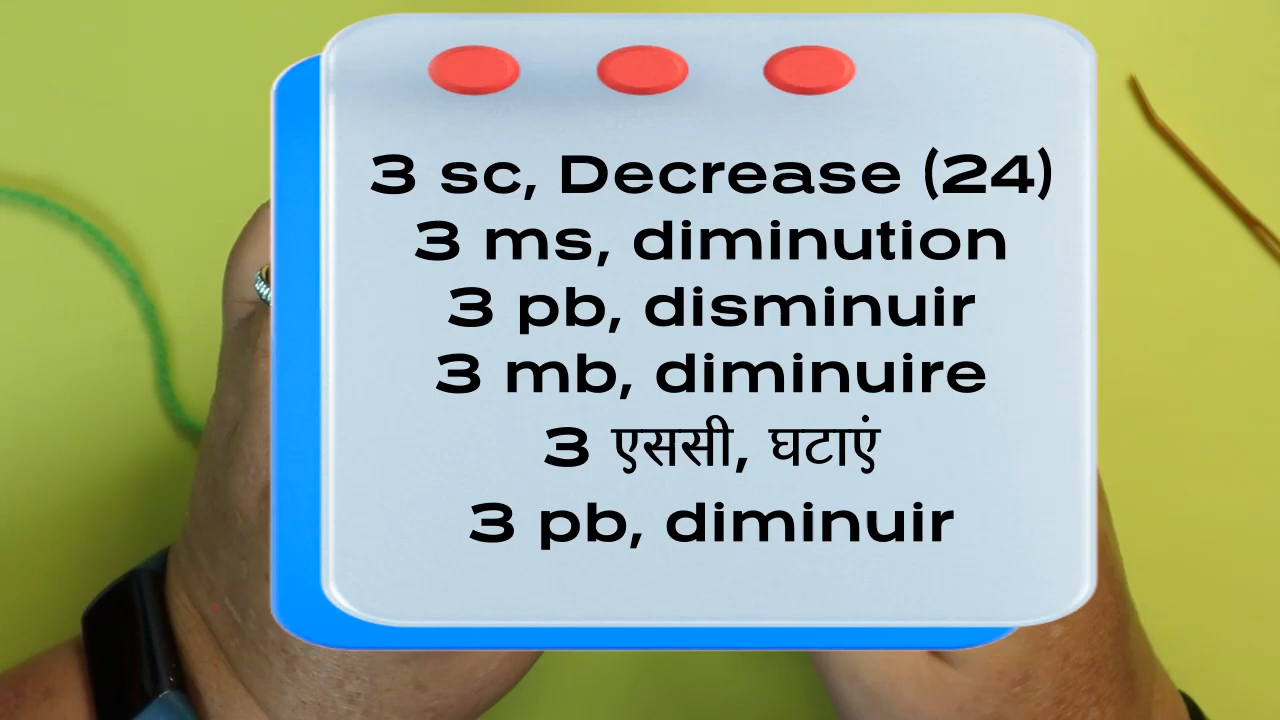 3 sc, Decrease (24)
3 ms, diminution
3 pb, disminuir
3 mb, diminuire
3 एससी, घटाएं
3 pb, diminuir